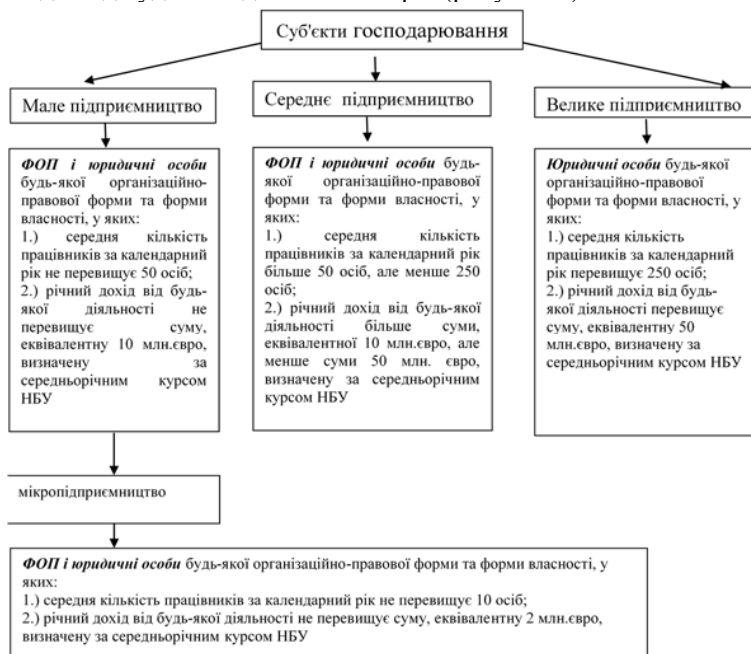 Суб'єкти господарювання
Мале підприємництво
Середнє підприємництво
Велике підприємництво
ФОП і юридичні особи
будь-якої організаційно-
правової форми та форми
власності, у яких:
1.) середня кількість
працівників за календарний
рік не перевищує 50 осіб;
2.) річний дохід від будь-
якої діяльності не
перевищує суму,
еквівалентну 10 млн.євро,
визначену за
середньорічним курсом
НБУ
ФОП і юридичні особи будь-
якої організаційно-правової
форми та форми власності, у
яких:
1.) середня кількість
працівників за календарний рік
більше 50 осіб, але менше 250
осіб;
2.) річний дохід від будь-якої
діяльності більше суми,
еквівалентної 10 млн.євро, але
менше суми 50 млн. євро,
визначену за середньорічним
курсом НБУ
Юридичні особи будь-якої
організаційно-правової
форми та форми власності, у
яких:
1.) середня кількість
працівників за календарний
рік перевищує 250 осіб;
2.) річний дохід від будь-
якої діяльності перевищує
суму, еквівалентну 50
млн.євро, визначену за
середньорічним курсом НБУ
мікропідприємництво
ФОП і юридичні особи будь-якої організаційно-правової форми та форми власності, у
яких:
1.) середня кількість працівників за календарний рік не перевищує 10 осіб;
2.) річний дохід від будь-якої діяльності не перевищує суму, еквівалентну 2 млн.євро,
визначену за середньорічним курсом НБУ